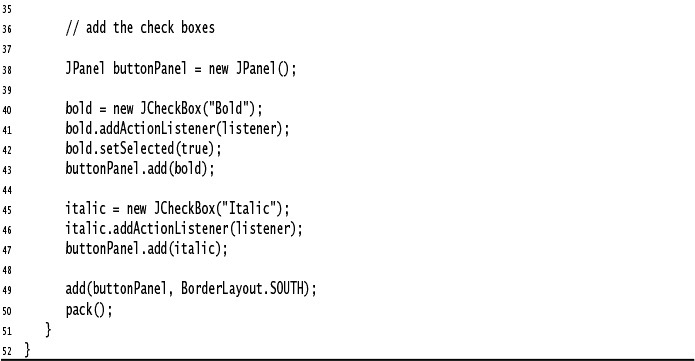 35
36 // add the check boxes
37
38 JPanel buttonPanel = new JPanel();
39
40 bold = new JCheckBox("Bold");
41 bold.addActionListener(listener);
42 bold.setSelected(true);
43 buttonPanel.add(bold);
44
45 italic = new JCheckBox("Italic");
46 italic.addActionListener(listener);
47 buttonPanel.add(italic);
48
49 add(buttonPanel, BorderLayout.SOUTH);
50 pack();
51 }
52 }